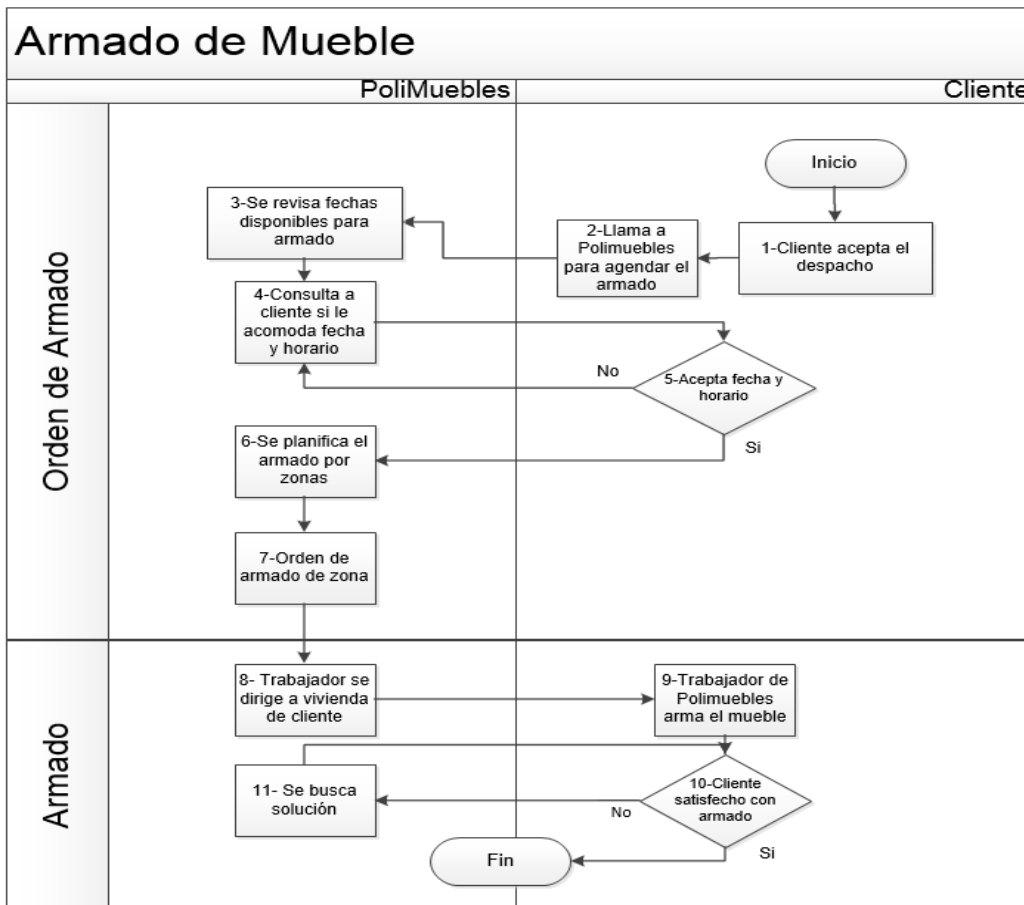 Armado de Mueble
PoliMuebles
Cliente
Orden de Armado
Inicio
1-Cliente acepta el
despacho
2-Llama a
Polimuebles
para agendar el
armado
3-Se revisa fechas
disponibles para
armado
4-Consulta a
cliente si le
acomoda fecha
y horario
5-Acepta fecha y
horario
No
Si
6-Se planifica el
armado por
zonas
7-Orden de
armado de zona
Armado
8- Trabajador se
dirige a vivienda
de cliente
9-Trabajador de
Polimuebles
arma el mueble
10-Cliente
satisfecho con
armado
No
Si
11- Se busca
solución
Fin